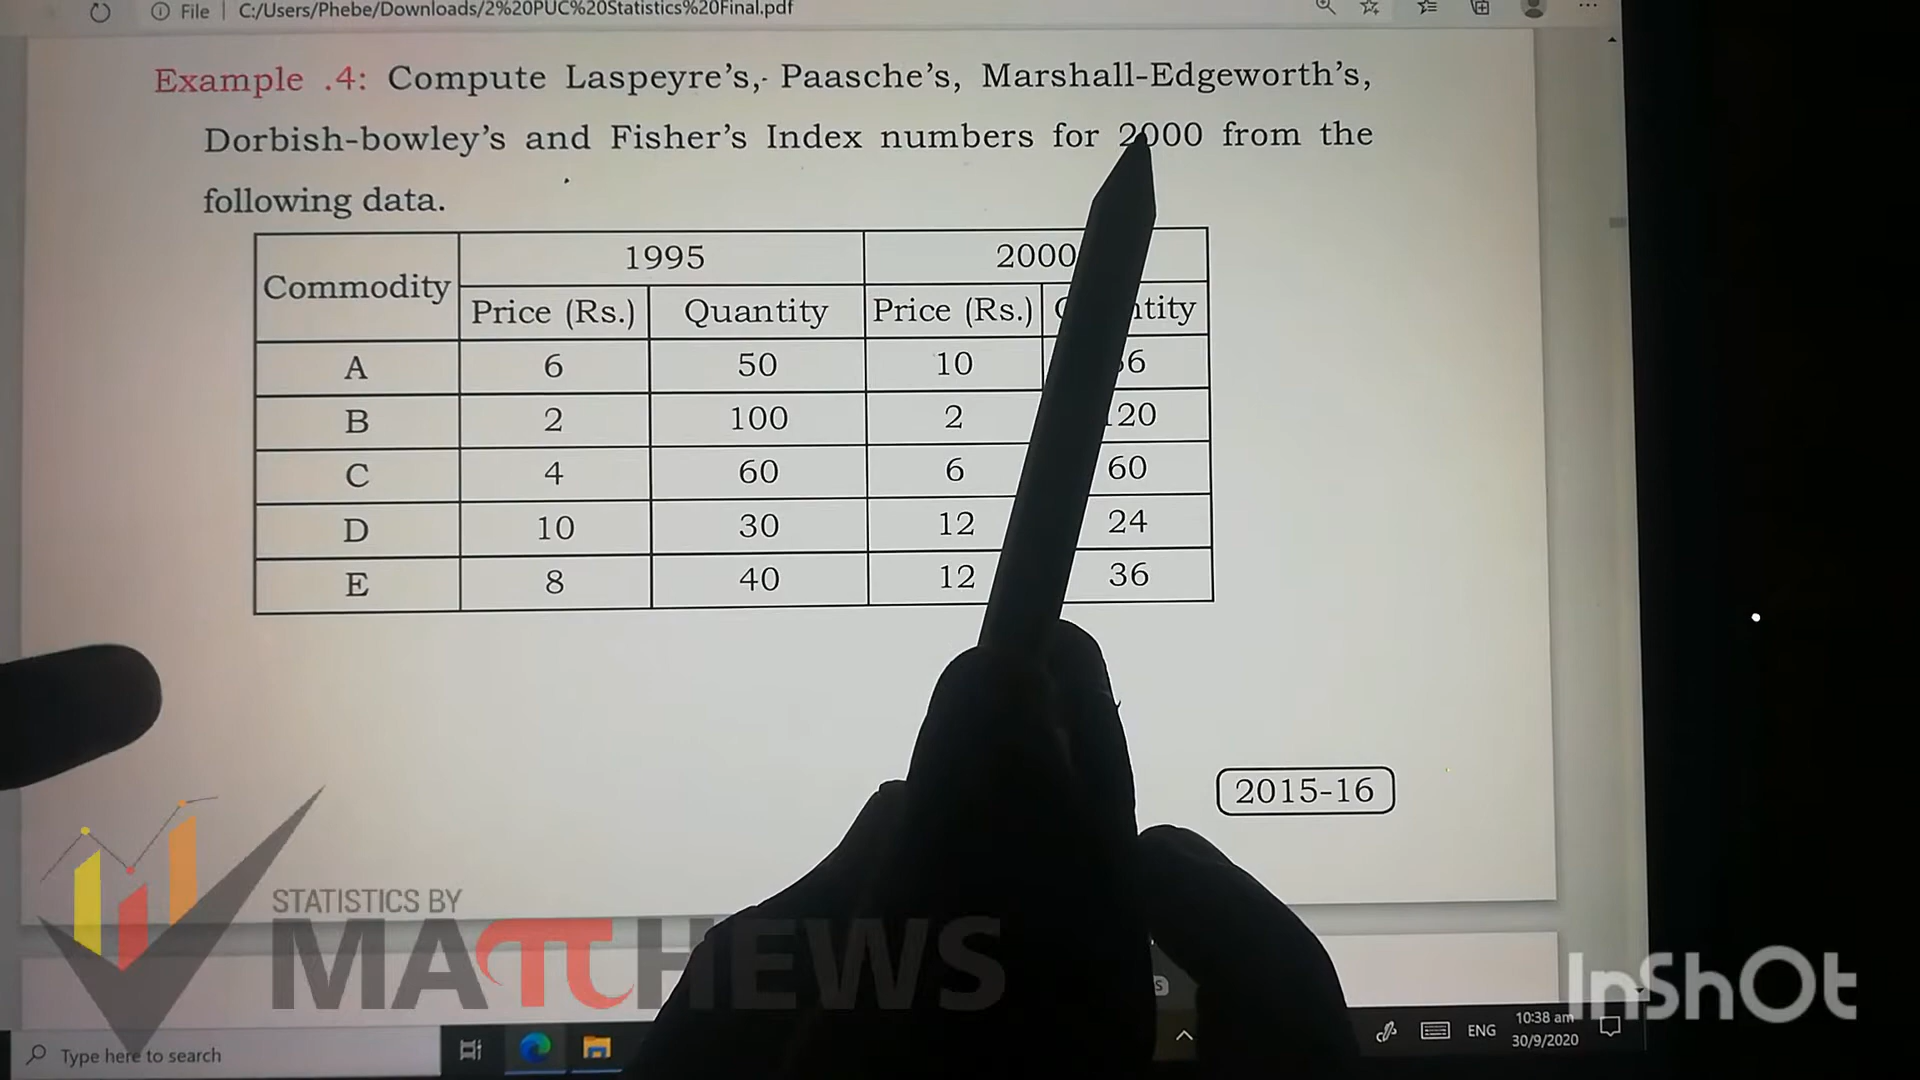 File | C:/Users/Phebe/Downloads/2%20PUC%20Statistics%20Final.pdf
Example .4: Compute Laspeyre's, Paasche's, Marshall-Edgeworth's,
Dorbish-bowley's and Fisher's Index numbers for 2000 from the
following data.
Commodity 1995 2000
Price (Rs.) Quantity Price (Rs.)
A 6 50 10
B 2 100 2
C 4 60 6 60
D 10 30 12 24
E 8 40 12 36
2015-16
STATISTICS BY
MATTHEWS
InShOt
Type here to search
ENG
10:38 am
30/9/2020